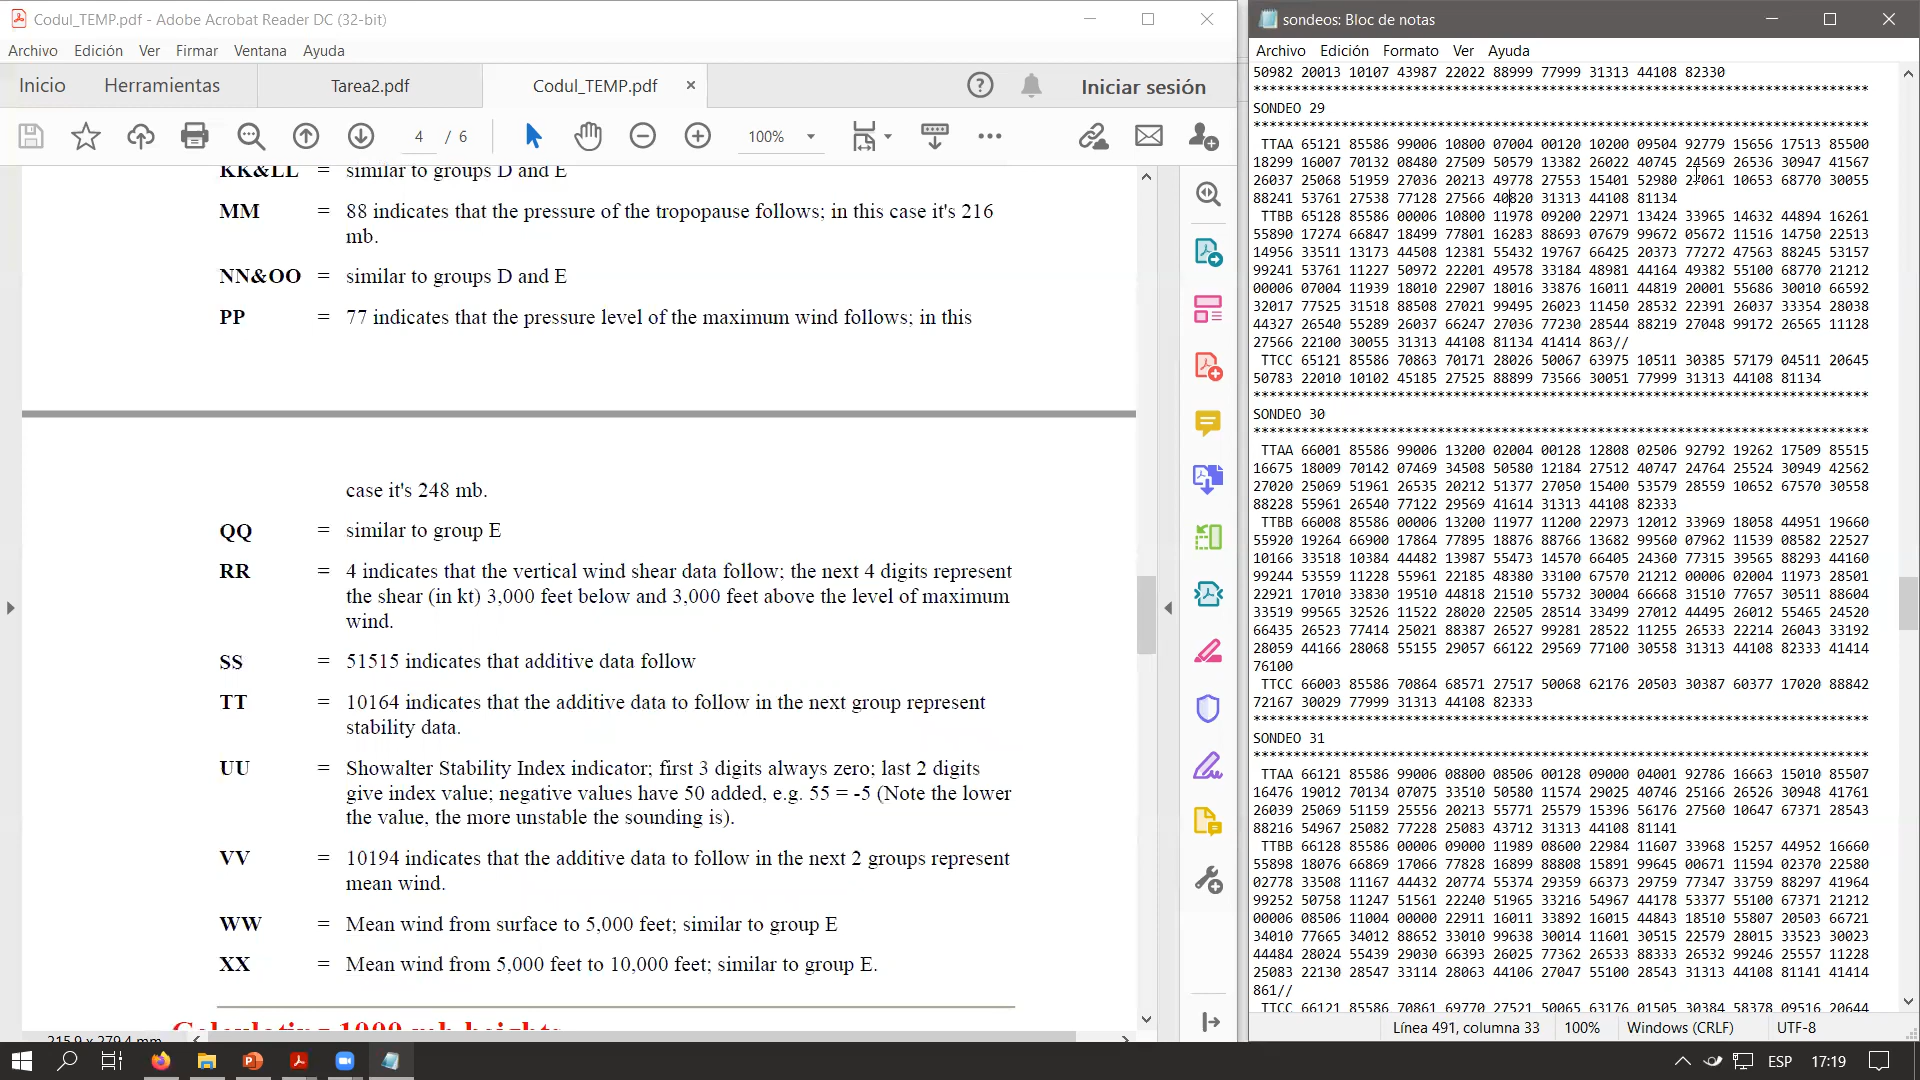 Codul_TEMP.pdf - Adobe Acrobat Reader DC (32-bit)
Archivo Edición Ver Firmar Ventana Ayuda
Inicio Herramientas Tarea2.pdf Codul_TEMP.pdf × Iniciar sesión
4 / 6 100%
KK&LL = similar to groups D and E
MM = 88 indicates that the pressure of the tropopause follows; in this case it's 216
mb.
NN&OO = similar to groups D and E
PP = 77 indicates that the pressure level of the maximum wind follows; in this
case it's 248 mb.
QQ = similar to group E
RR = 4 indicates that the vertical wind shear data follow; the next 4 digits represent
the shear (in kt) 3,000 feet below and 3,000 feet above the level of maximum
wind.
SS = 51515 indicates that additive data follow
TT = 10164 indicates that the additive data to follow in the next group represent
stability data.
UU = Showalter Stability Index indicator; first 3 digits always zero; last 2 digits
give index value; negative values have 50 added, e.g. 55 = -5 (Note the lower
the value, the more unstable the sounding is).
VV = 10194 indicates that the additive data to follow in the next 2 groups represent
mean wind.
WW = Mean wind from surface to 5,000 feet; similar to group E
XX = Mean wind from 5,000 feet to 10,000 feet; similar to group E.
Calculating 1000 mb heights
215,9 x 279,4 mm
sondeos: Bloc de notas
Archivo Edición Formato Ver Ayuda
50982 20013 10107 43987 22022 88999 77999 31313 44108 82330
*****************************************************************************
SONDEO 29
*****************************************************************************
TTAA 65121 85586 99006 10800 07004 00120 10200 09504 92779 15656 17513 85500
18299 16007 70132 08480 27509 50579 13382 26022 40745 24569 26536 30947 41567
26037 25068 51959 27036 20213 49778 27553 15401 52980 27061 10653 68770 30055
88241 53761 27538 77128 27566 40820 31313 44108 81134
TTBB 65128 85586 00006 10800 11978 09200 22971 13424 33965 14632 44894 16261
55890 17274 66847 18499 77801 16283 88693 07679 99672 05672 11516 14750 22513
14956 33511 13173 44508 12381 55432 19767 66425 20373 77272 47563 88245 53157
99241 53761 11227 50972 22201 49578 33184 48981 44164 49382 55100 68770 21212
00006 07004 11939 18010 22907 18016 33876 16011 44819 20001 55686 30010 66592
32017 77525 31518 88508 27021 99495 26023 11450 28532 22391 26037 33354 28038
44327 26540 55289 26037 66247 27036 77230 28544 88219 27048 99172 26565 11128
27566 22100 30055 31313 44108 81134 41414 863//
TTCC 65121 85586 70863 70171 28026 50067 63975 10511 30385 57179 04511 20645
50783 22010 10102 45185 27525 88899 73566 30051 77999 31313 44108 81134
*****************************************************************************
SONDEO 30
*****************************************************************************
TTAA 66001 85586 99006 13200 02004 00128 12808 02506 92792 19262 17509 85515
16675 18009 70142 07469 34508 50580 12184 27512 40747 24764 25524 30949 42562
27020 25069 51961 26535 20212 51377 27050 15400 53579 28559 10652 67570 30558
88228 55961 26540 77122 29569 41614 31313 44108 82333
TTBB 66008 85586 00006 13200 11977 11200 22973 12012 33969 18058 44951 19660
55920 19264 66900 17864 77895 18876 88766 13682 99560 07962 11539 08582 22527
10166 33518 10384 44482 13987 55473 14570 66405 24360 77315 39565 88293 44160
99244 53559 11228 55961 22185 48380 33100 67570 21212 00006 02004 11973 28501
22921 17010 33830 19510 44818 21510 55732 30004 66668 31510 77657 30511 88604
33519 99565 32526 11522 28020 22505 28514 33499 27012 44495 26012 55465 24520
66435 26523 77414 25021 88387 26527 99281 28522 11255 26533 22214 26043 33192
28059 44166 28068 55155 29057 66122 29569 77100 30558 31313 44108 82333 41414
76100
TTCC 66003 85586 70864 68571 27517 50068 62176 20503 30387 60377 17020 88842
72167 30029 77999 31313 44108 82333
*****************************************************************************
SONDEO 31
*****************************************************************************
TTAA 66121 85586 99006 08800 08506 00128 09000 04001 92786 16663 15010 85507
16476 19012 70134 07075 33510 50580 11574 29025 40746 25166 26526 30948 41761
26039 25069 51159 25556 20213 55771 25579 15396 56176 27560 10647 67371 28543
88216 54967 25082 77228 25083 43712 31313 44108 81141
TTBB 66128 85586 00006 09000 11989 08600 22984 11607 33968 15257 44952 16660
55898 18076 66869 17066 77828 16899 88808 15891 99645 00671 11594 02370 22580
02778 33508 11167 44432 20774 55374 29359 66373 29759 77347 33759 88297 41964
99252 50758 11247 51561 22240 51965 33216 54967 44178 53377 55100 67371 21212
00006 08506 11004 00000 22911 16011 33892 16015 44843 18510 55807 20503 66721
34010 77665 34012 88652 33010 99638 30014 11601 30515 22579 28015 33523 30023
44484 28024 55439 29030 66393 26025 77362 26533 88333 26532 99246 25557 11228
25083 22130 28547 33114 28063 44106 27047 55100 28543 31313 44108 81141 41414
861//
TTCC 66121 85586 70861 69770 27521 50065 63176 01505 30384 58378 09516 20644
Línea 491, columna 33 100% Windows (CRLF) UTF-8
ESP 17:19